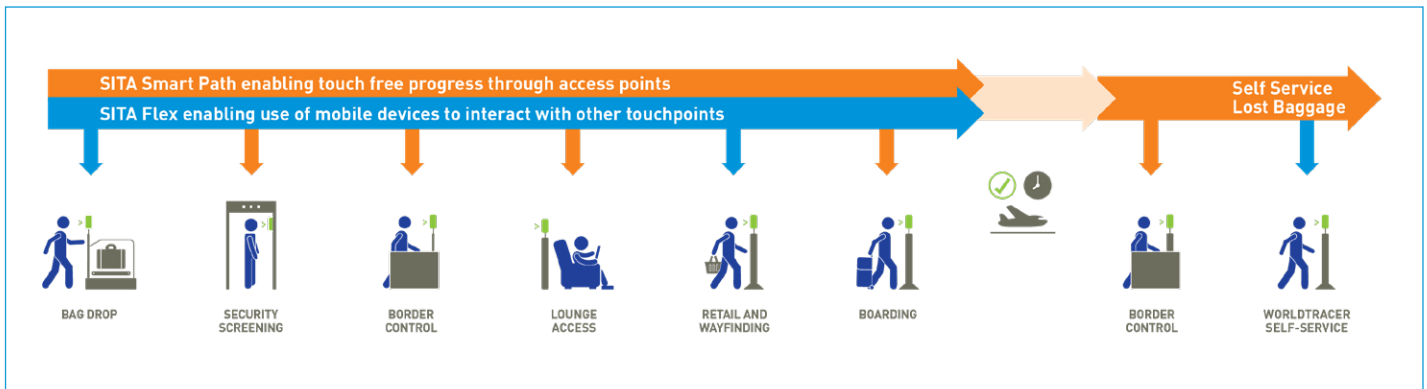 SITA Smart Path enabling touch free progress through access points
SITA Flex enabling use of mobile devices to interact with other touchpoints
Self Service
Lost Baggage
BAG DROP
SECURITY
SCREENING
BORDER
CONTROL
LOUNGE
ACCESS
RETAIL AND
WAYFINDING
BOARDING
BORDER
CONTROL
WORLDTRACER
SELF-SERVICE